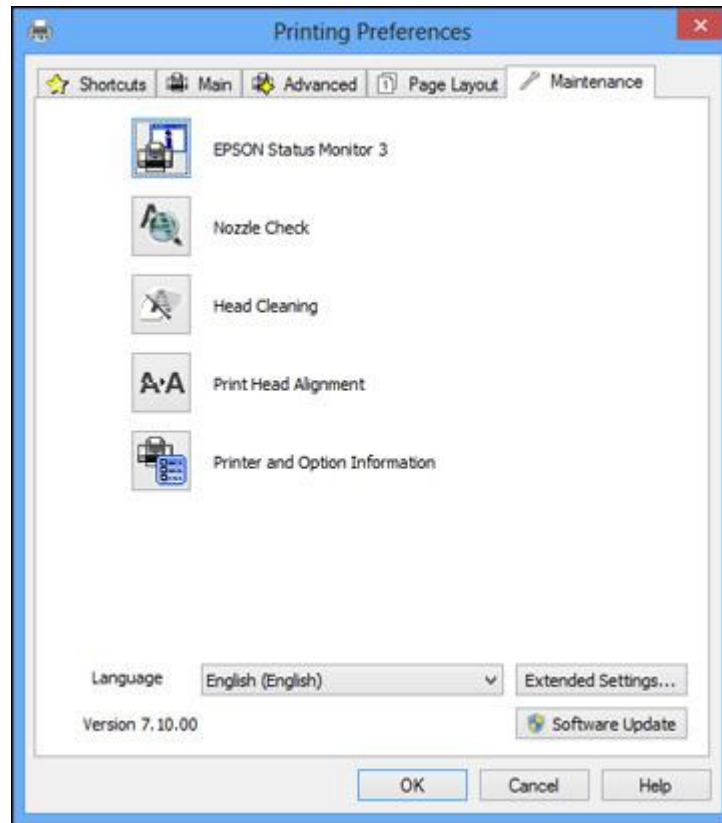 Printing Preferences
Shortcuts Main Advanced Page Layout Maintenance
EPSON Status Monitor 3
Nozzle Check
Head Cleaning
A·A Print Head Alignment
Printer and Option Information
Language English (English) Extended Settings...
Version 7.10.00 Software Update
OK Cancel Help